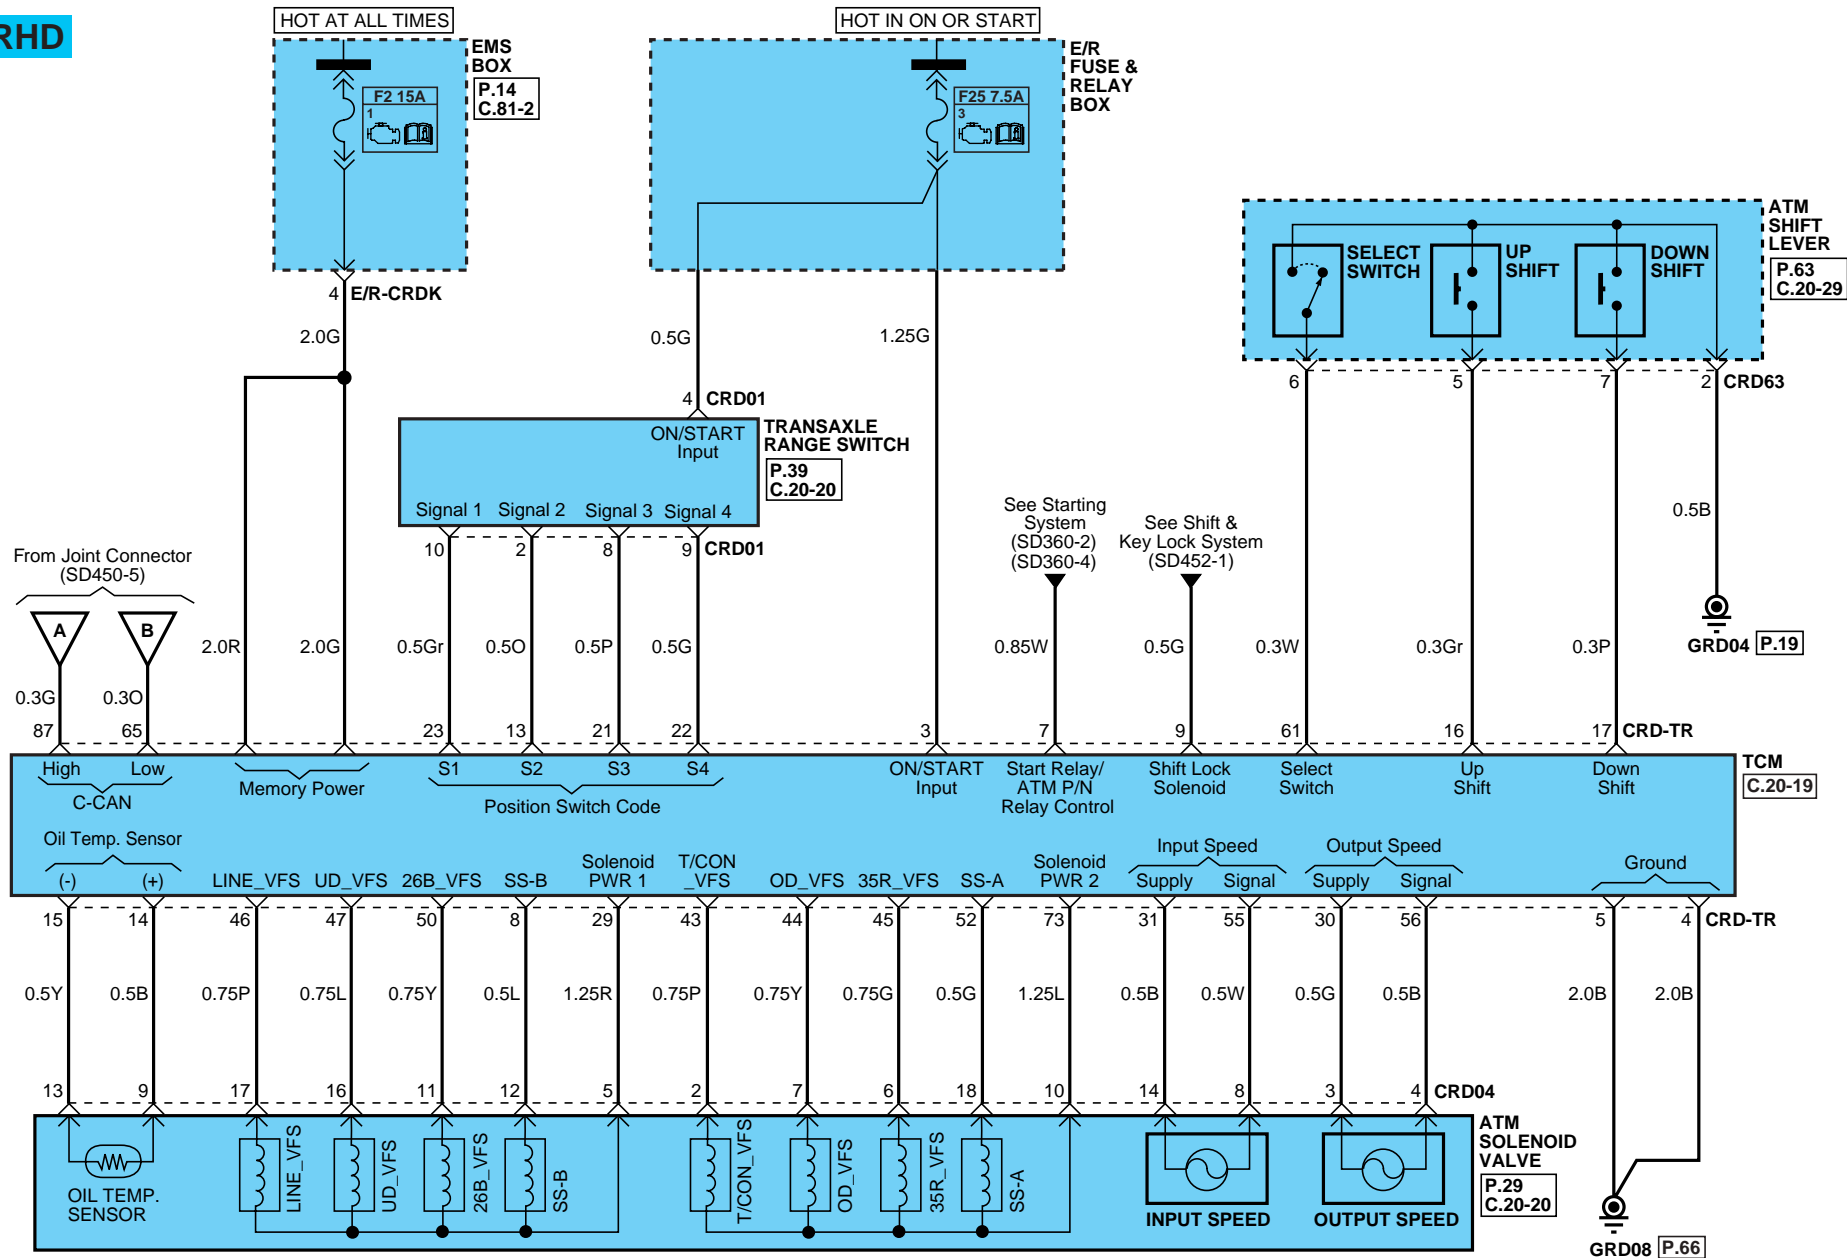 RHD
HOT AT ALL TIMES
HOT IN ON OR START
EMS
BOX
P.14
C.81-2
F2 15A
1
E/R
FUSE &
RELAY
BOX
F25 7.5A
3
ATM
SHIFT
LEVER
P.63
C.20-29
SELECT
SWITCH
UP
SHIFT
DOWN
SHIFT
4 E/R-CRDK
2.0G
0.5G
1.25G
6 5 7 2 CRD63
4 CRD01
ON/START
Input
TRANSAXLE
RANGE SWITCH
P.39
C.20-20
Signal 1 Signal 2 Signal 3 Signal 4
10 2 8 9 CRD01
See Starting
System
(SD360-2)
(SD360-4)
See Shift &
Key Lock System
(SD452-1)
0.5B
GRD04 P.19
From Joint Connector
(SD450-5)
A B
2.0R 2.0G 0.5Gr 0.5O 0.5P 0.5G 0.85W 0.5G 0.3W 0.3Gr 0.3P
0.3G 0.3O
87 65 23 13 21 22 3 7 9 61 16 17 CRD-TR
TCM
C.20-19
High Low
C-CAN
Memory Power
S1 S2 S3 S4
Position Switch Code
ON/START
Input
Start Relay/
ATM P/N
Relay Control
Shift Lock
Solenoid
Select
Switch
Up
Shift
Down
Shift
Oil Temp. Sensor
(-) (+)
LINE_VFS UD_VFS 26B_VFS SS-B
Solenoid
PWR 1
T/CON
_VFS
OD_VFS 35R_VFS SS-A
Solenoid
PWR 2
Input Speed
Supply Signal
Output Speed
Supply Signal
Ground
15 14 46 47 50 8 29 43 44 45 52 73 31 55 30 56 5 4 CRD-TR
0.5Y 0.5B 0.75P 0.75L 0.75Y 0.5L 1.25R 0.75P 0.75Y 0.75G 0.5G 1.25L 0.5B 0.5W 0.5G 0.5B 2.0B 2.0B
13 9 17 16 11 12 5 2 7 6 18 10 14 8 3 4 CRD04
ATM
SOLENOID
VALVE
P.29
C.20-20
OIL TEMP.
SENSOR
LINE_VFS
UD_VFS
26B_VFS
SS-B
T/CON_VFS
OD_VFS
35R_VFS
SS-A
INPUT SPEED
OUTPUT SPEED
GRD08 P.66